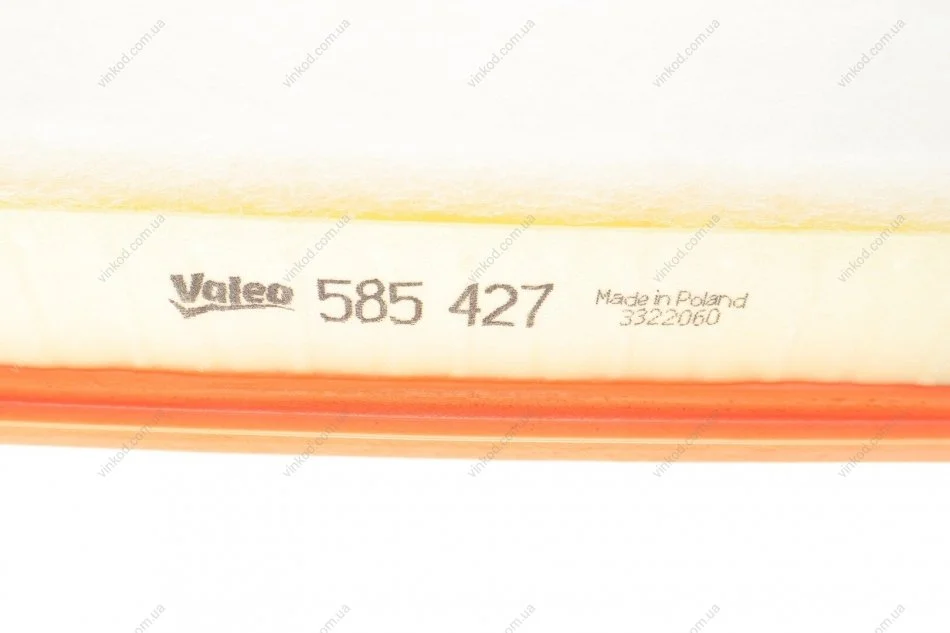 Valeo 585 427 Made in Poland
3322060
vinkod.com.ua